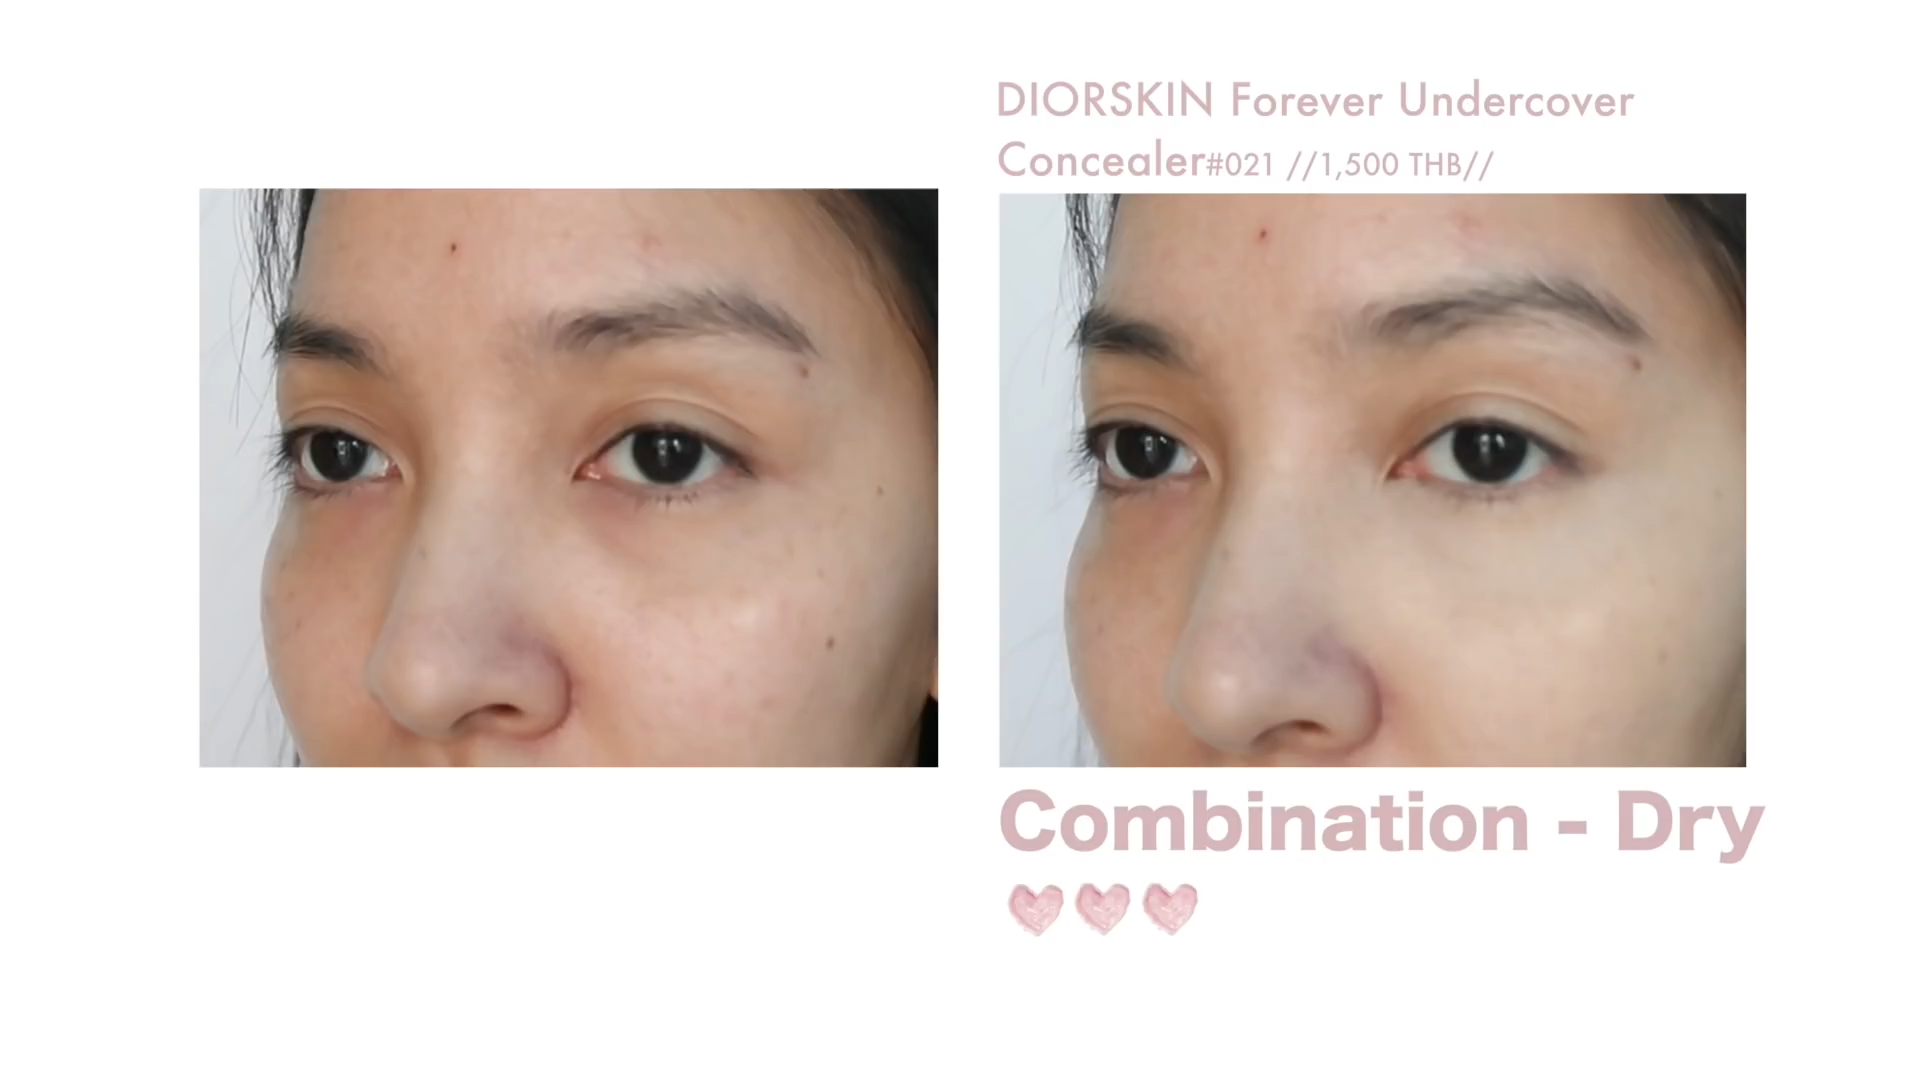 DIORSKIN Forever Undercover
Concealer#021 //1,500 THB//
Combination - Dry